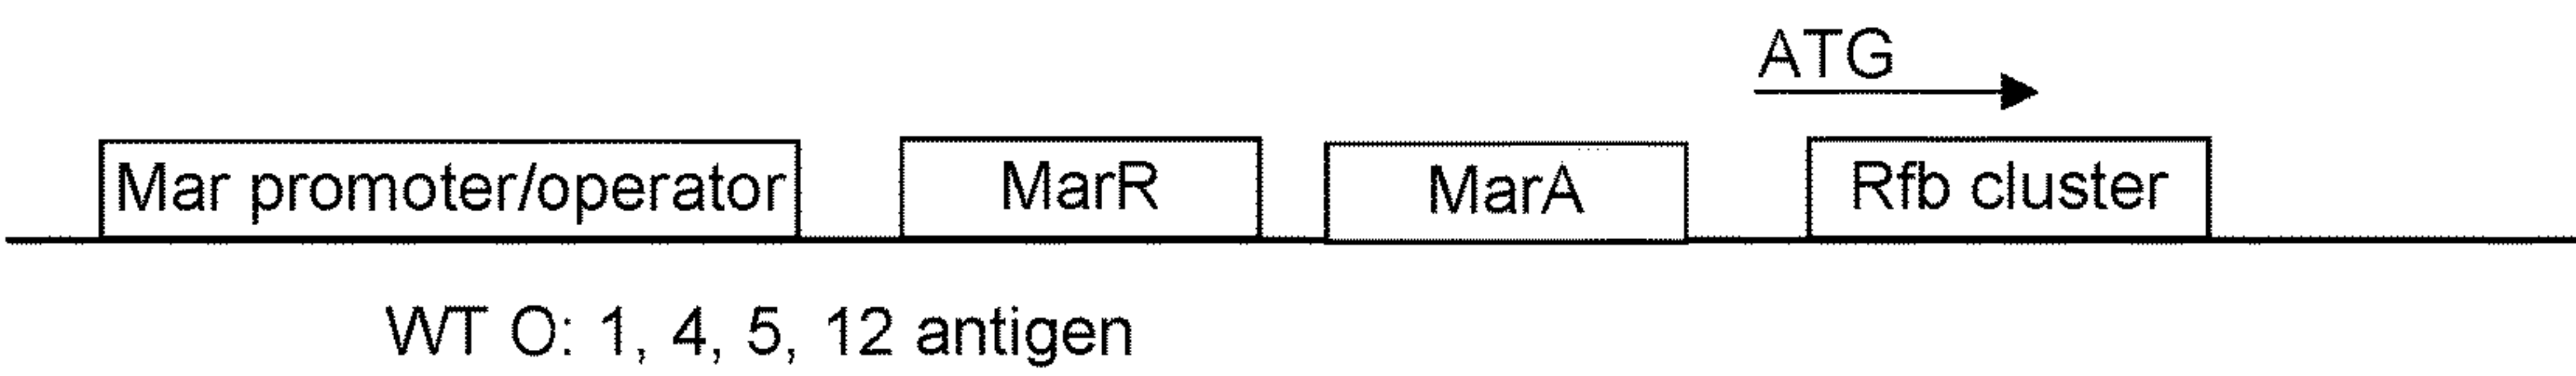 ATG
Mar promoter/operator MarR MarA Rfb cluster
WT O: 1, 4, 5, 12 antigen